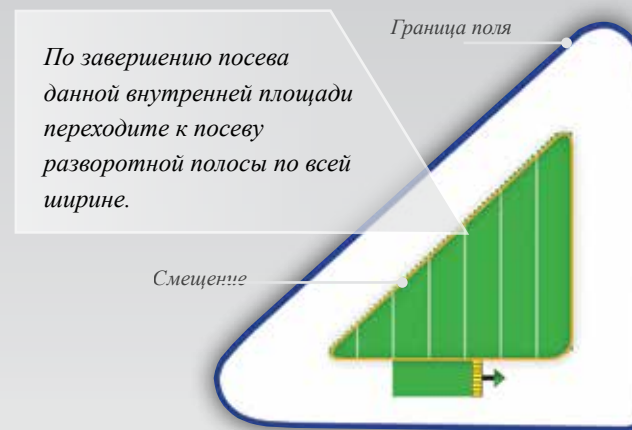 Граница поля
По завершению посева
данной внутренней площади
переходите к посеву
разворотной полосы по всей
ширине.
Смещение